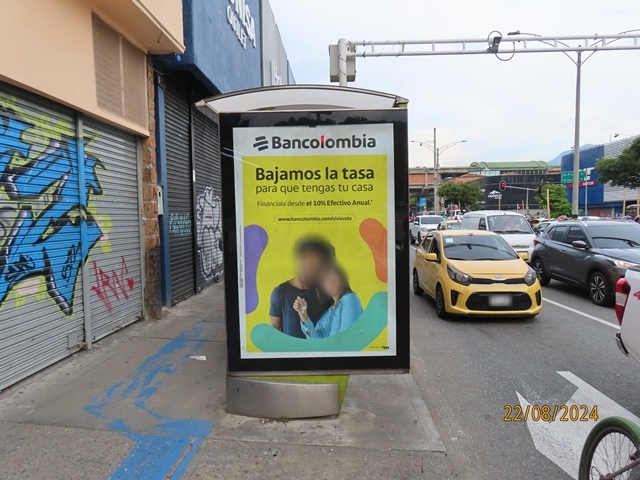 Bancolombia
Bajamos la tasa
para que tengas tu casa
Fináncíala desde el 10% Efectivo Anual.*
www.bancolombia.com/vivienda
22/08/2024